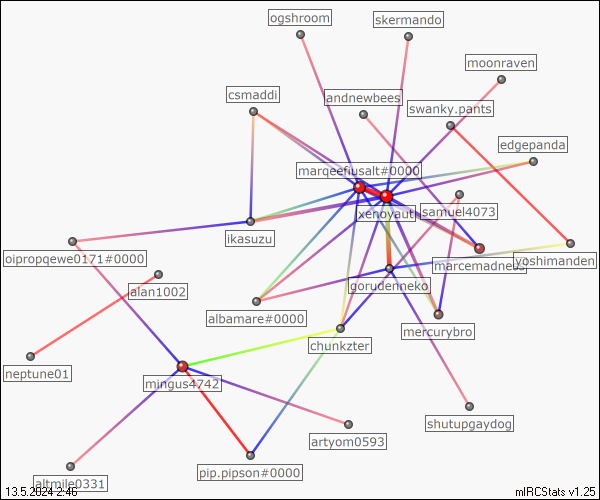 ogshroom
skermando
moonraven
csmaddi
andnewbees
swanky.pants
edgepanda
marqeefiusalt#0000
xenoyaut
samuel4073
ikasuzu
oipropqewe0171#0000
marcemadness
yoshimanden
alan1002
gorudenneko
albamare#0000
mercurybro
chunkzter
neptune01
mingus4742
shutupgaydog
artyom0593
pip.pipson#0000
altmile0331
13.5.2024 2:46
mIRCStats v1.25